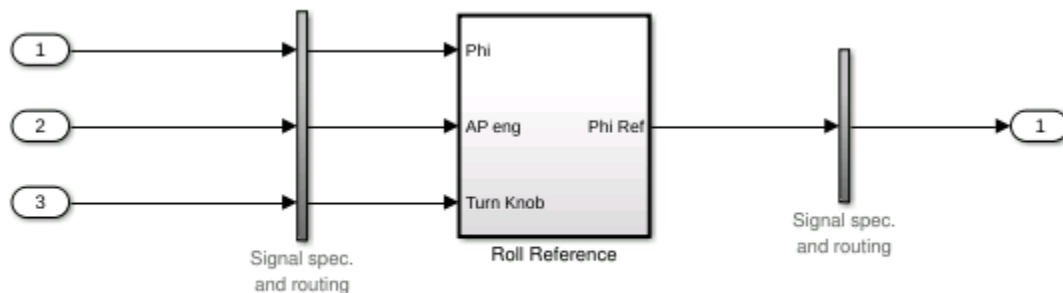 1
Phi
2
AP eng
Phi Ref
1
3
Turn Knob
Signal spec.
and routing
Roll Reference
Signal spec.
and routing